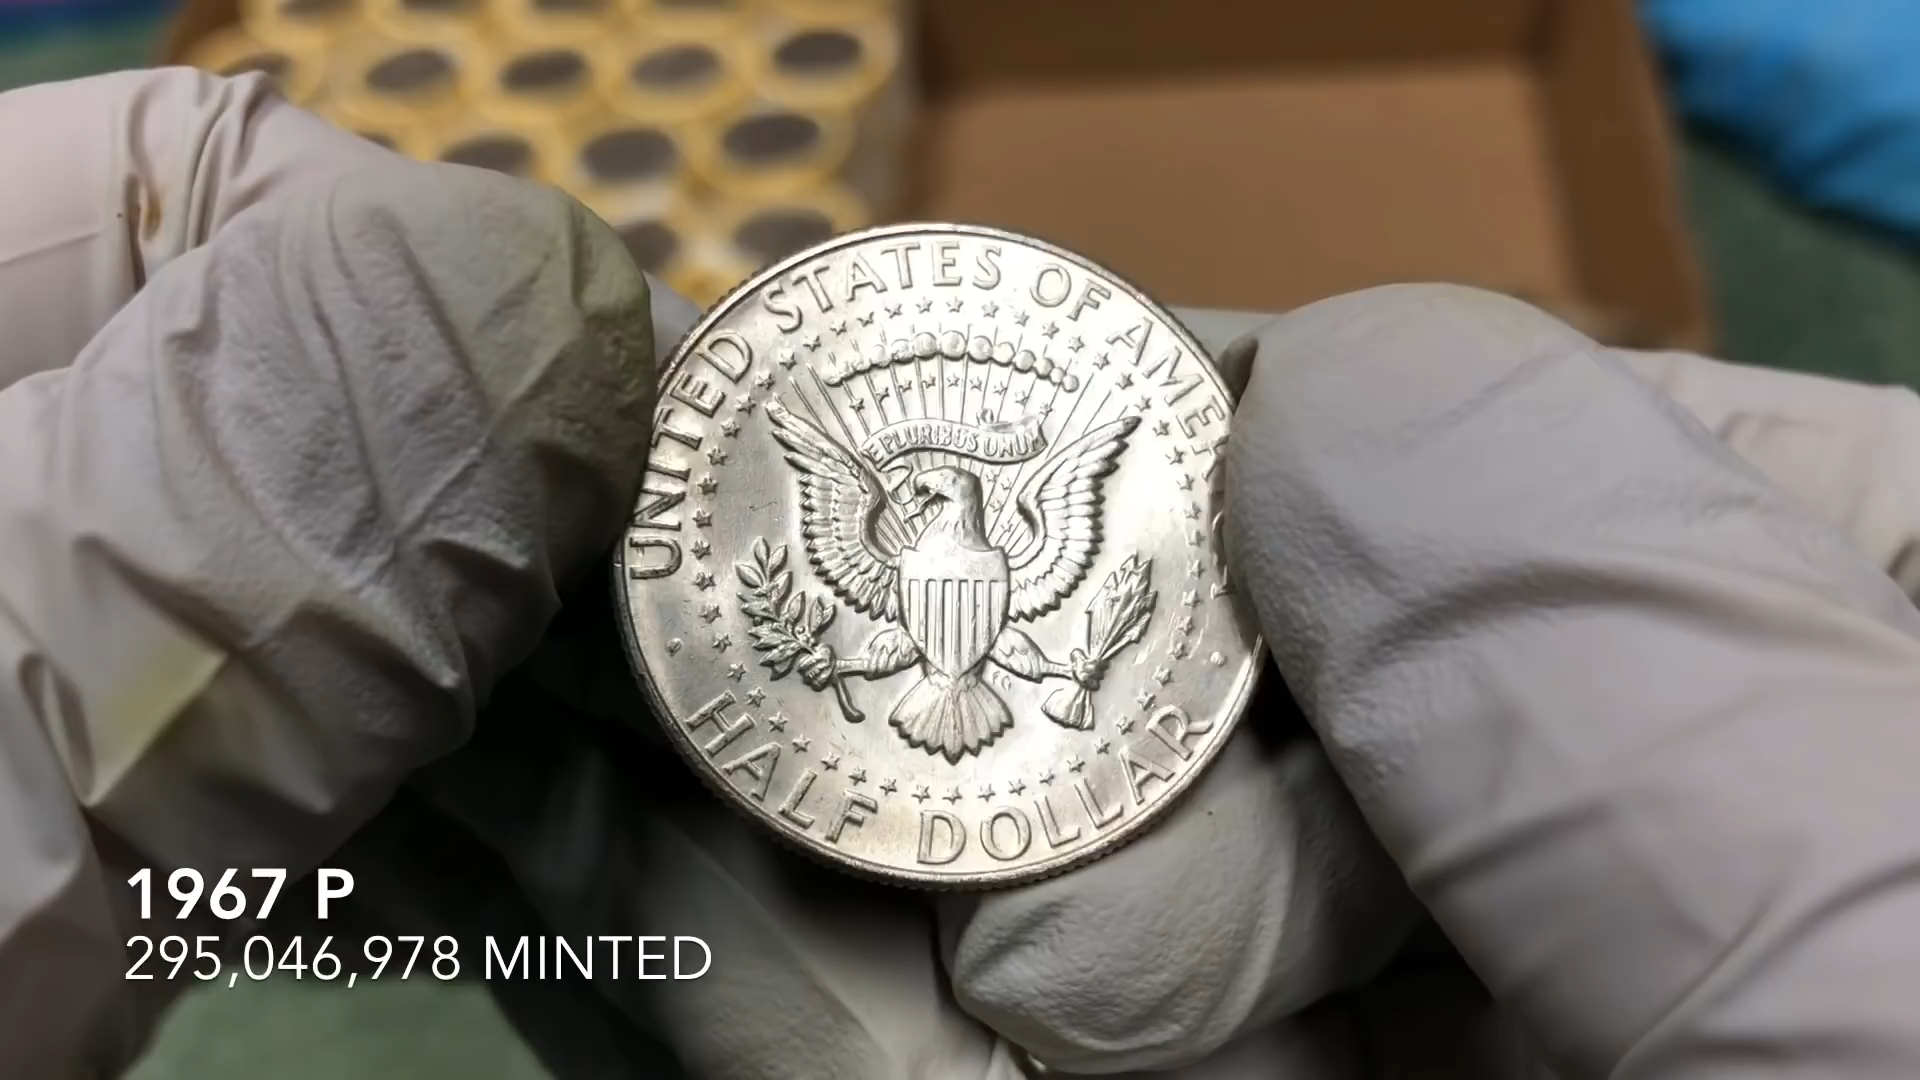 UNITED STATES OF AMER
E PLURIBUS UNUM
HALF DOLLAR
1967 P
295,046,978 MINTED